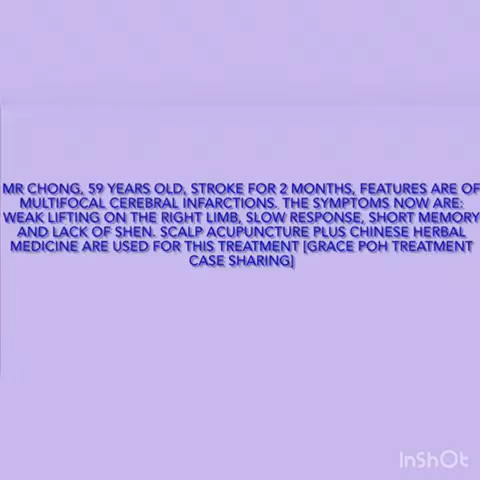 MR CHONG, 59 YEARS OLD, STROKE FOR 2 MONTHS, FEATURES ARE OF
MULTIFOCAL CEREBRAL INFARCTIONS. THE SYMPTOMS NOW ARE:
WEAK LIFTING ON THE RIGHT LIMB, SLOW RESPONSE, SHORT MEMORY
AND LACK OF SHEN. SCALP ACUPUNCTURE PLUS CHINESE HERBAL
MEDICINE ARE USED FOR THIS TREATMENT [GRACE POH TREATMENT
CASE SHARING]
InShOt